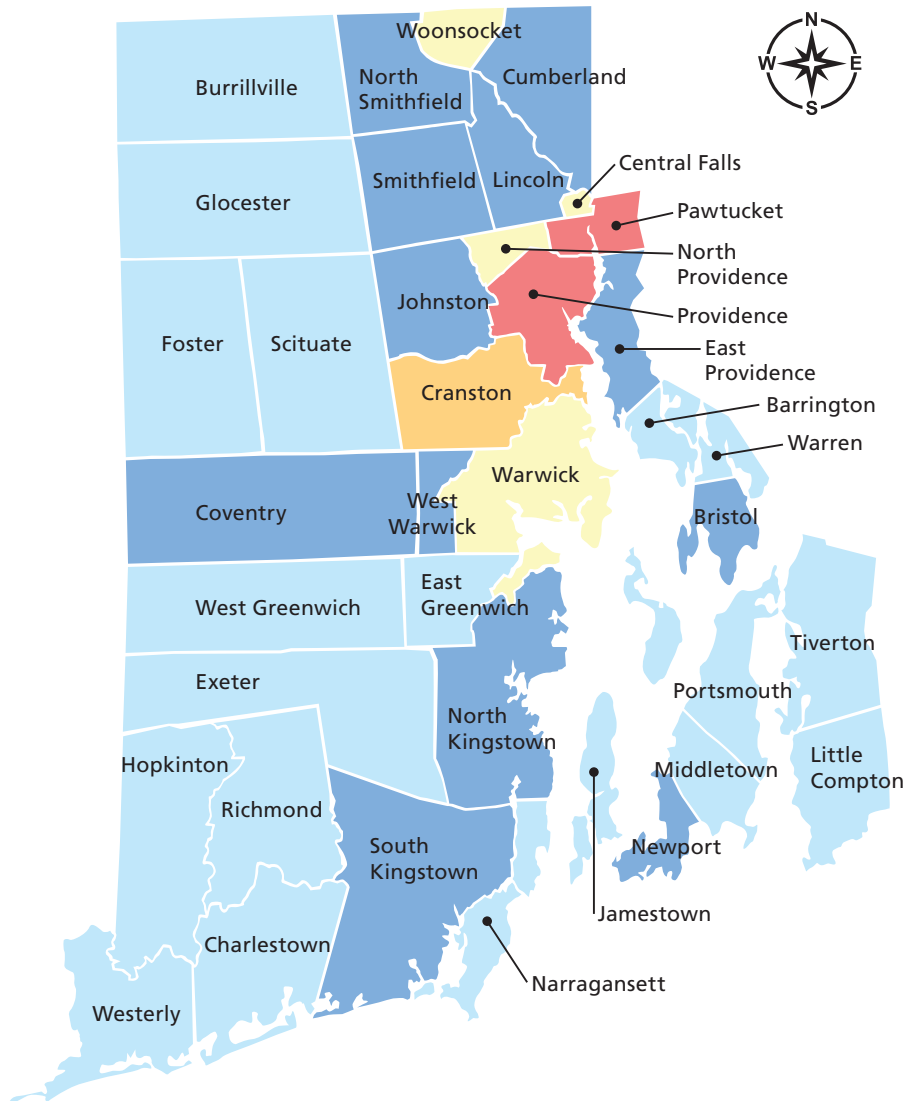 N
W
E
S
Woonsocket
Burrillville
North
Smithfield
Cumberland
Central Falls
Smithfield
Lincoln
Glocester
Pawtucket
North
Providence
Johnston
Providence
Foster
Scituate
East
Providence
Cranston
Barrington
Warren
Warwick
Coventry
West
Warwick
Bristol
East
Greenwich
West Greenwich
Tiverton
Exeter
Portsmouth
North
Kingstown
Hopkinton
Middletown
Little
Compton
Richmond
South
Kingstown
Newport
Jamestown
Charlestown
Narragansett
Westerly